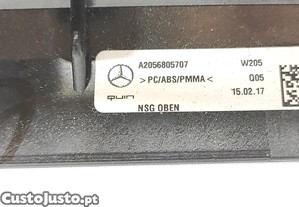 A2056805707 W205
>PC/ABS/PMMA< Q05
QUIN 15.02.17
NSG OBEN
CustoJusto.pt